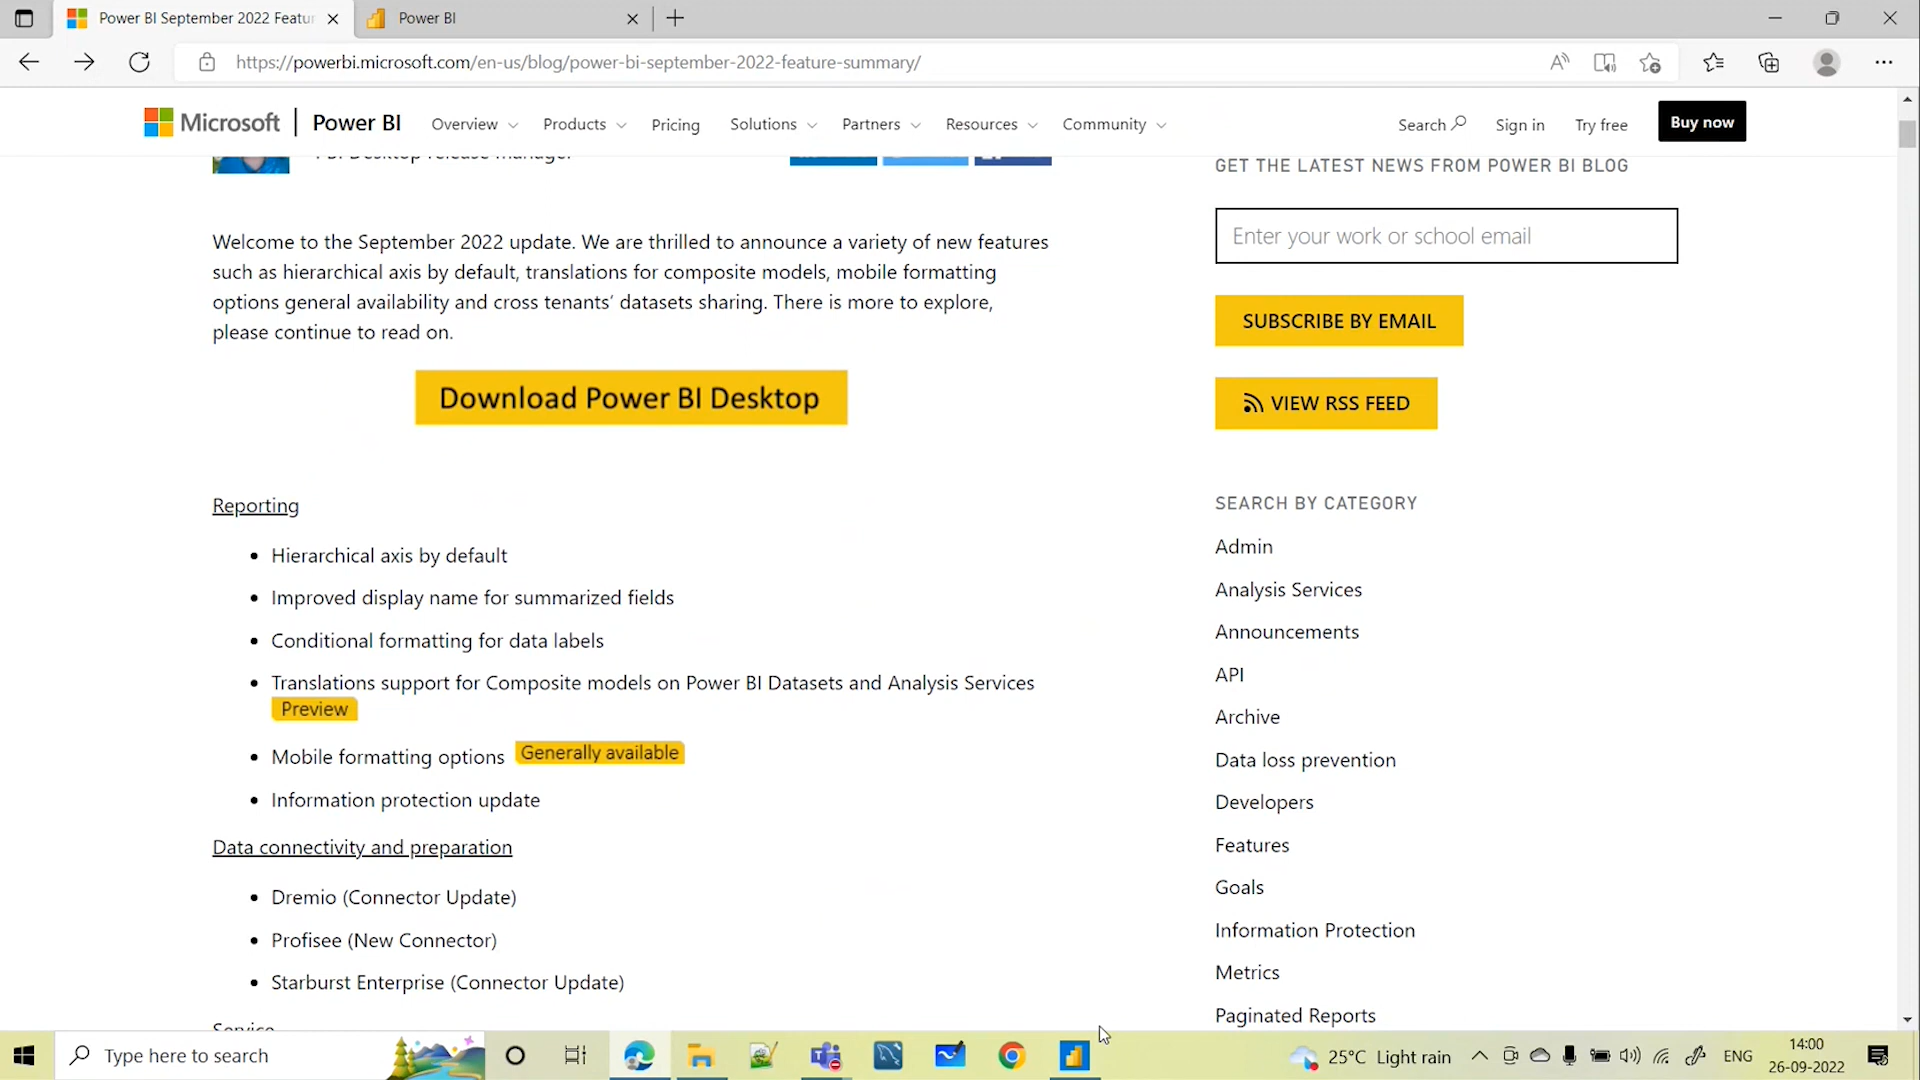 Power BI September 2022 Featu
Power BI
https://powerbi.microsoft.com/en-us/blog/power-bi-september-2022-feature-summary/
Microsoft
Power BI
Overview
Products
Pricing
Solutions
Partners
Resources
Community
Search
Sign in
Try free
Buy now
PBI Desktop release manager
Welcome to the September 2022 update. We are thrilled to announce a variety of new features
such as hierarchical axis by default, translations for composite models, mobile formatting
options general availability and cross tenants’ datasets sharing. There is more to explore,
please continue to read on.
Download Power BI Desktop
Reporting
• Hierarchical axis by default
• Improved display name for summarized fields
• Conditional formatting for data labels
• Translations support for Composite models on Power BI Datasets and Analysis Services
Preview
• Mobile formatting options Generally available
• Information protection update
Data connectivity and preparation
• Dremio (Connector Update)
• Profisee (New Connector)
• Starburst Enterprise (Connector Update)
Service
GET THE LATEST NEWS FROM POWER BI BLOG
Enter your work or school email
SUBSCRIBE BY EMAIL
VIEW RSS FEED
SEARCH BY CATEGORY
Admin
Analysis Services
Announcements
API
Archive
Data loss prevention
Developers
Features
Goals
Information Protection
Metrics
Paginated Reports
Type here to search
25°C Light rain
ENG
14:00
26-09-2022